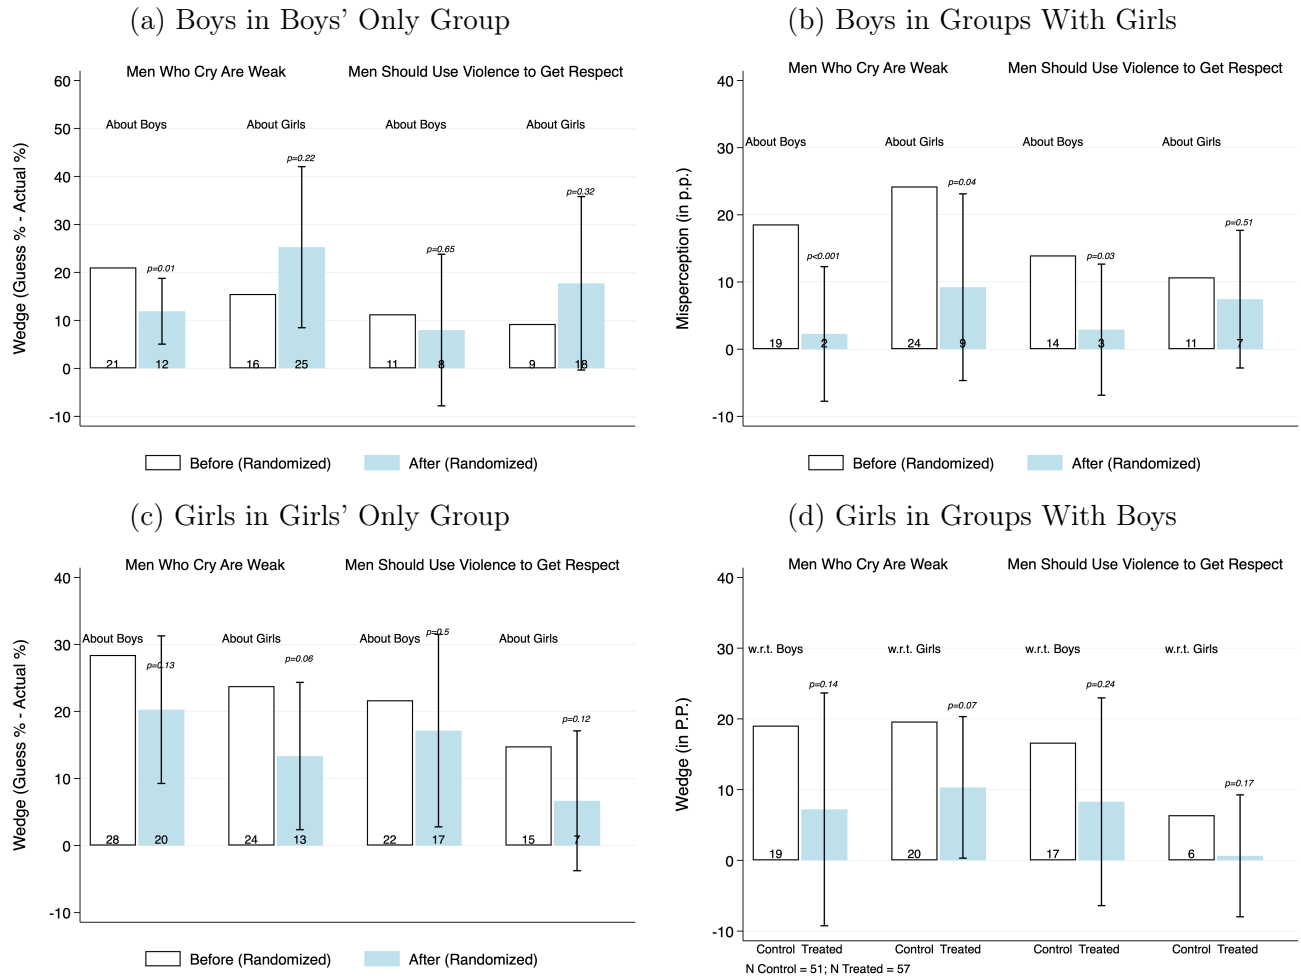 (a) Boys in Boys' Only Group
Men Who Cry Are Weak
Men Should Use Violence to Get Respect
Wedge (Guess % - Actual %)
60
50
40
30
20
10
0
-10
About Boys
About Girls
About Boys
About Girls
p=0.01
p=0.22
p=0.65
p=0.32
21
12
16
25
11
8
9
18
Before (Randomized)
After (Randomized)
(b) Boys in Groups With Girls
Men Who Cry Are Weak
Men Should Use Violence to Get Respect
Misperception (in p.p.)
40
30
20
10
0
-10
About Boys
About Girls
About Boys
About Girls
p<0.001
p=0.04
p=0.03
p=0.51
19
2
24
9
14
3
11
7
Before (Randomized)
After (Randomized)
(c) Girls in Girls' Only Group
Men Who Cry Are Weak
Men Should Use Violence to Get Respect
Wedge (Guess % - Actual %)
40
30
20
10
0
-10
About Boys
About Girls
About Boys
About Girls
p=0.13
p=0.06
p=0.5
p=0.12
28
20
24
13
22
17
15
7
Before (Randomized)
After (Randomized)
(d) Girls in Groups With Boys
Men Who Cry Are Weak
Men Should Use Violence to Get Respect
Wedge (in P.P.)
40
30
20
10
0
-10
w.r.t. Boys
w.r.t. Girls
w.r.t. Boys
w.r.t. Girls
p=0.14
p=0.07
p=0.24
p=0.17
19
20
17
6
Control Treated
Control Treated
Control Treated
Control Treated
N Control = 51; N Treated = 57